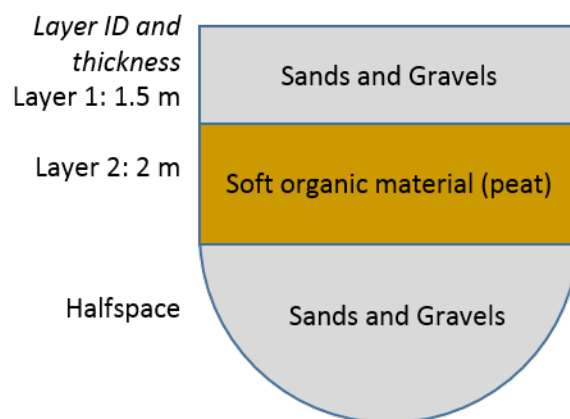 Layer ID and
thickness
Layer 1: 1.5 m
Sands and Gravels
Layer 2: 2 m
Soft organic material (peat)
Halfspace
Sands and Gravels